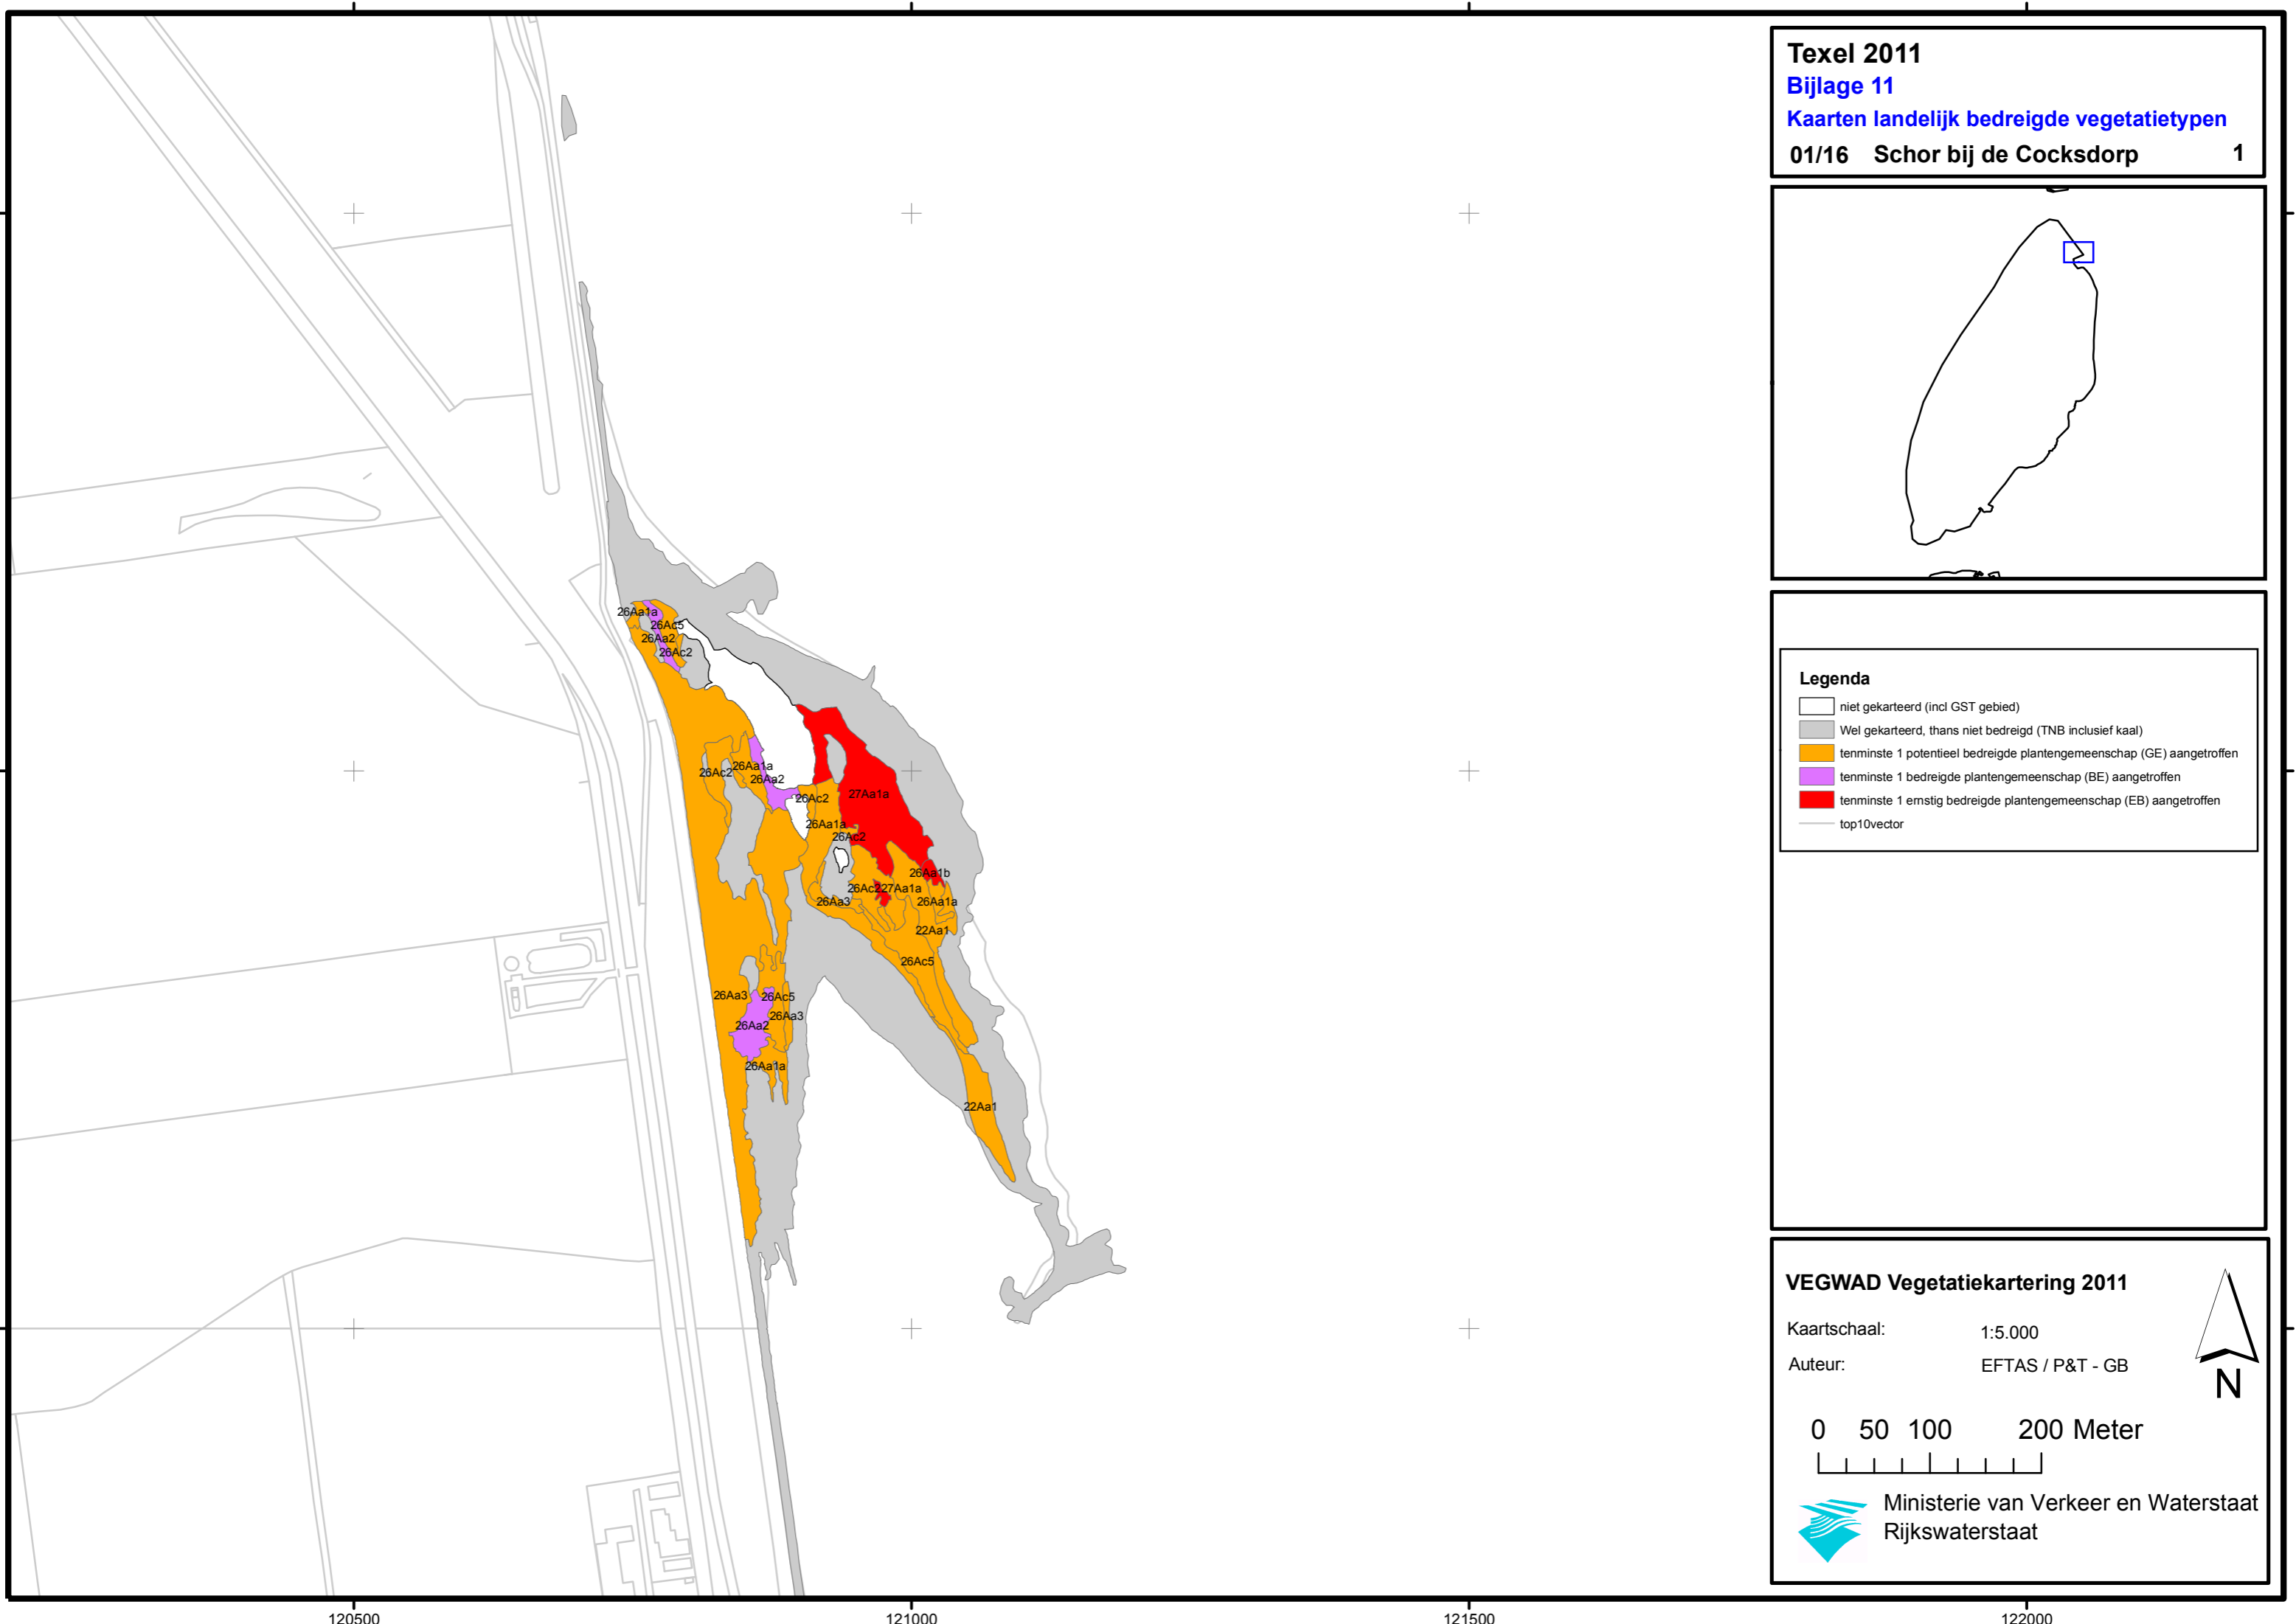 Texel 2011
Bijlage 11
Kaarten landelijk bedreigde vegetatietypen
01/16 Schor bij de Cocksdorp 1
Legenda
niet gekarteerd (incl GST gebied)
Wel gekarteerd, thans niet bedreigd (TNB inclusief kaal)
tenminste 1 potentieel bedreigde plantengemeenschap (GE) aangetroffen
tenminste 1 bedreigde plantengemeenschap (BE) aangetroffen
tenminste 1 ernstig bedreigde plantengemeenschap (EB) aangetroffen
top10vector
26Aa1a
26Ac5
26Aa2
26Ac2
26Aa1a
26Ac2
26Aa2
27Aa1a
26Ac2
26Aa1a
26Ac2
26Aa1b
26Ac2
27Aa1a
26Aa3
26Aa1a
22Aa1
26Ac5
26Aa3
26Ac5
26Aa3
26Aa2
26Aa1a
22Aa1
VEGWAD Vegetatiekartering 2011
Kaartschaal: 1:5.000
Auteur: EFTAS / P&T - GB
N
0 50 100 200 Meter
Ministerie van Verkeer en Waterstaat
Rijkswaterstaat
120500 121000 121500 122000